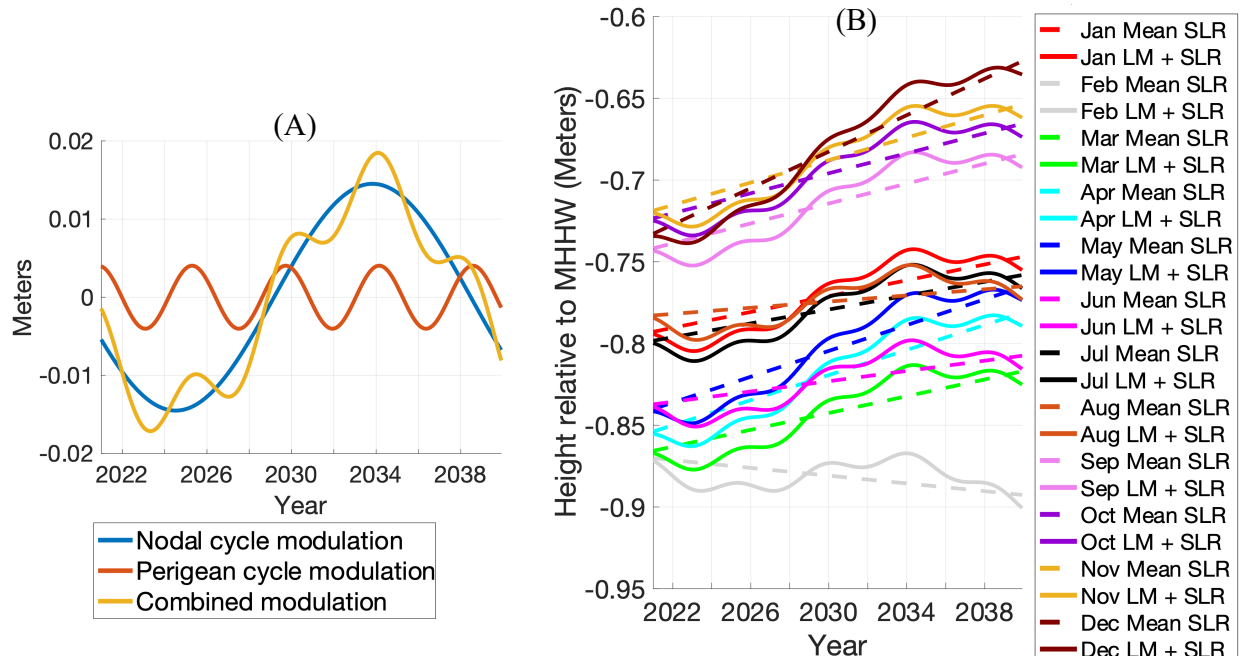 (A)
0.02
0.01
0
-0.01
-0.02
Meters
2022 2026 2030 2034 2038
Year
Nodal cycle modulation
Perigean cycle modulation
Combined modulation
(B)
-0.6
-0.65
-0.7
-0.75
-0.8
-0.85
-0.9
-0.95
Height relative to MHHW (Meters)
2022 2026 2030 2034 2038
Year
Jan Mean SLR
Jan LM + SLR
Feb Mean SLR
Feb LM + SLR
Mar Mean SLR
Mar LM + SLR
Apr Mean SLR
Apr LM + SLR
May Mean SLR
May LM + SLR
Jun Mean SLR
Jun LM + SLR
Jul Mean SLR
Jul LM + SLR
Aug Mean SLR
Aug LM + SLR
Sep Mean SLR
Sep LM + SLR
Oct Mean SLR
Oct LM + SLR
Nov Mean SLR
Nov LM + SLR
Dec Mean SLR
Dec LM + SLR